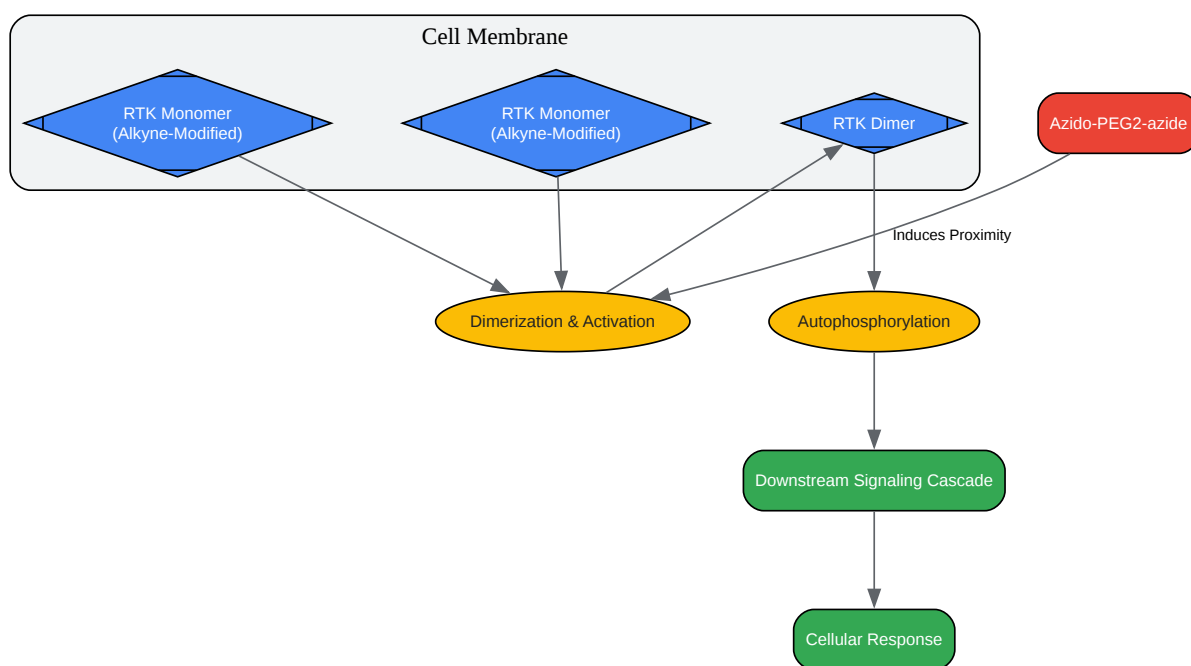 Cell Membrane
RTK Monomer
(Alkyne-Modified)
RTK Monomer
(Alkyne-Modified)
RTK Dimer
Azido-PEG2-azide
Induces Proximity
Dimerization & Activation
Autophosphorylation
Downstream Signaling Cascade
Cellular Response